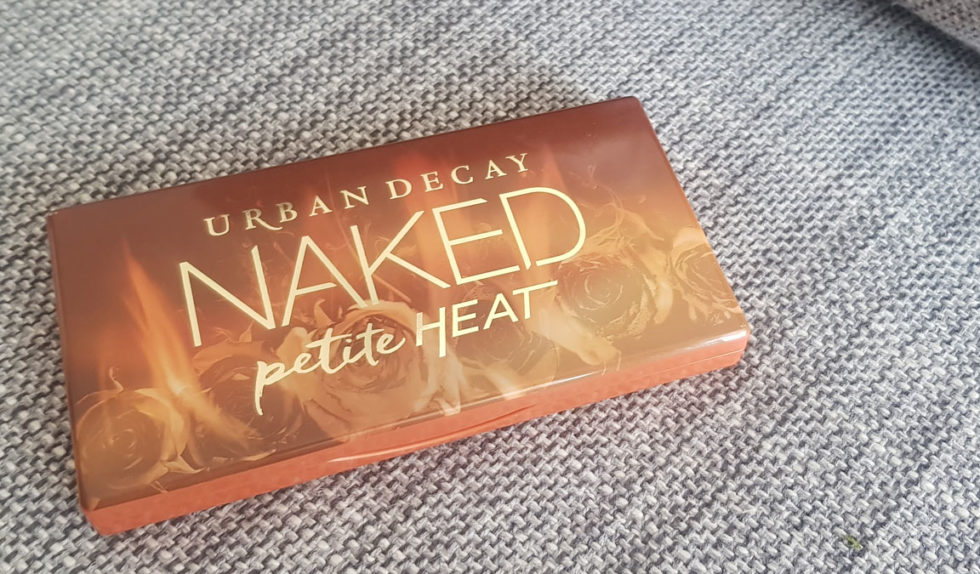 URBAN DECAY
NAKED
petite HEAT